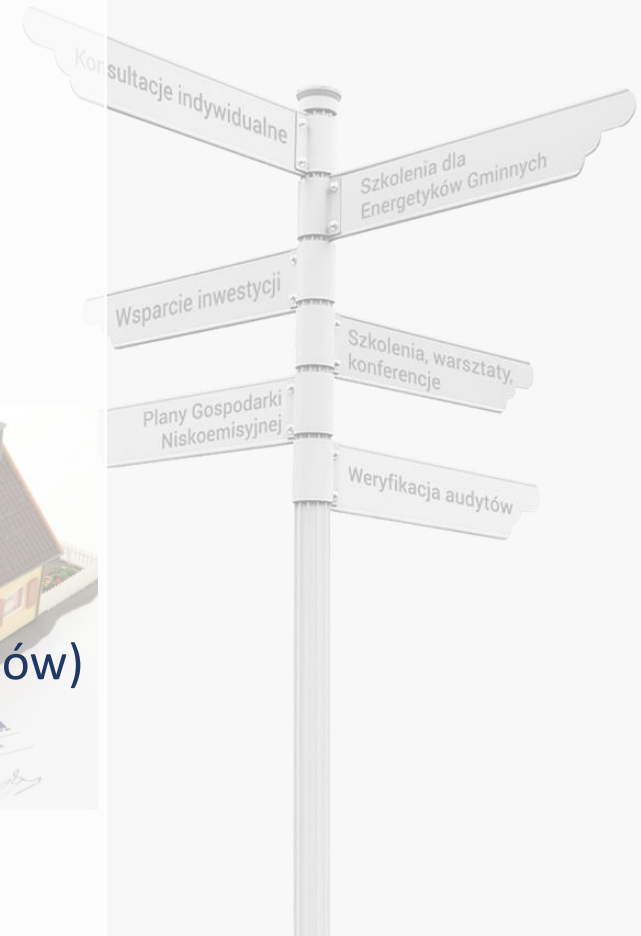 Konsultacje indywidualne
Szkolenia dla
Energetyków Gminnych
Wsparcie inwestycji
Szkolenia, warsztaty,
konferencje
Plany Gospodarki
Niskoemisyjnej
Weryfikacja audytów
ów)